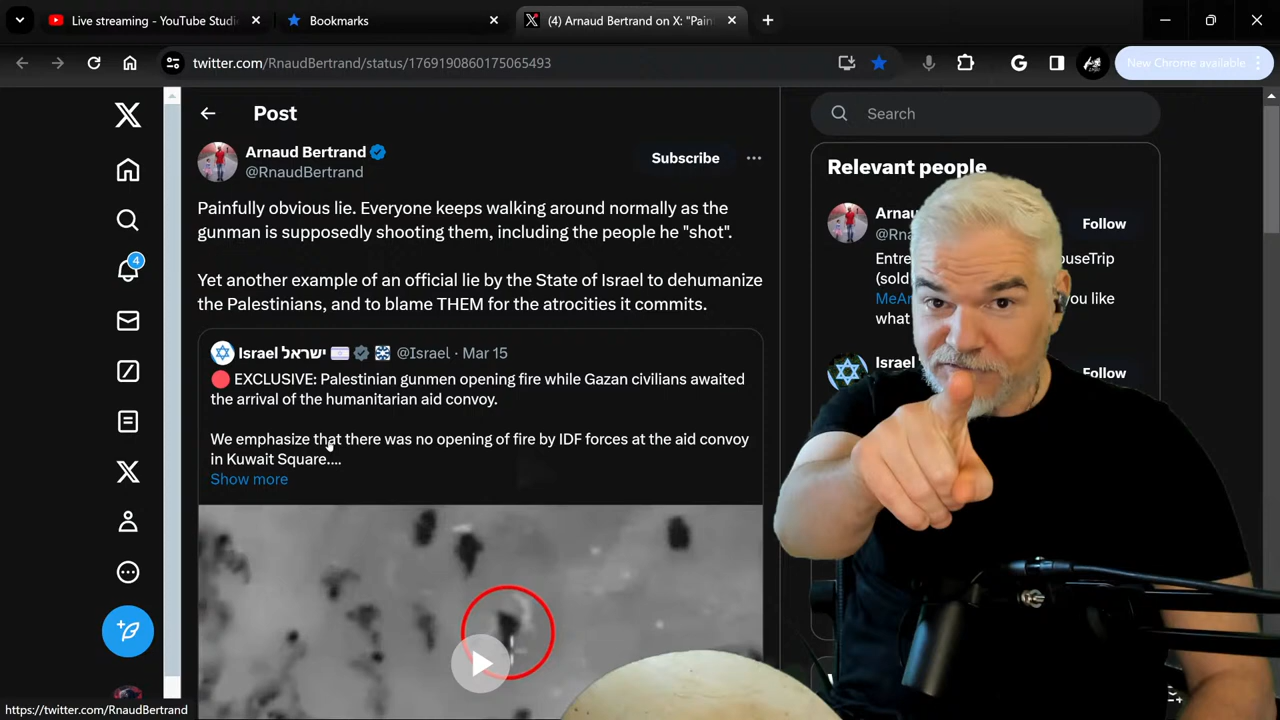 Live streaming - YouTube Studi
Bookmarks
(4) Arnaud Bertrand on X: "Pain
twitter.com/RnaudBertrand/status/1769190860175065493
New Chrome available
Post
Arnaud Bertrand
@RnaudBertrand
Subscribe
Painfully obvious lie. Everyone keeps walking around normally as the
gunman is supposedly shooting them, including the people he "shot".
Yet another example of an official lie by the State of Israel to dehumanize
the Palestinians, and to blame THEM for the atrocities it commits.
Israel ישראל @Israel · Mar 15
EXCLUSIVE: Palestinian gunmen opening fire while Gazan civilians awaited
the arrival of the humanitarian aid convoy.
We emphasize that there was no opening of fire by IDF forces at the aid convoy
in Kuwait Square....
Show more
4
Search
Relevant people
Arna
@Rna
Follow
Entre
ouseTrip
(sold
MeAr
you like
what
Israel
Follow
https://twitter.com/RnaudBertrand